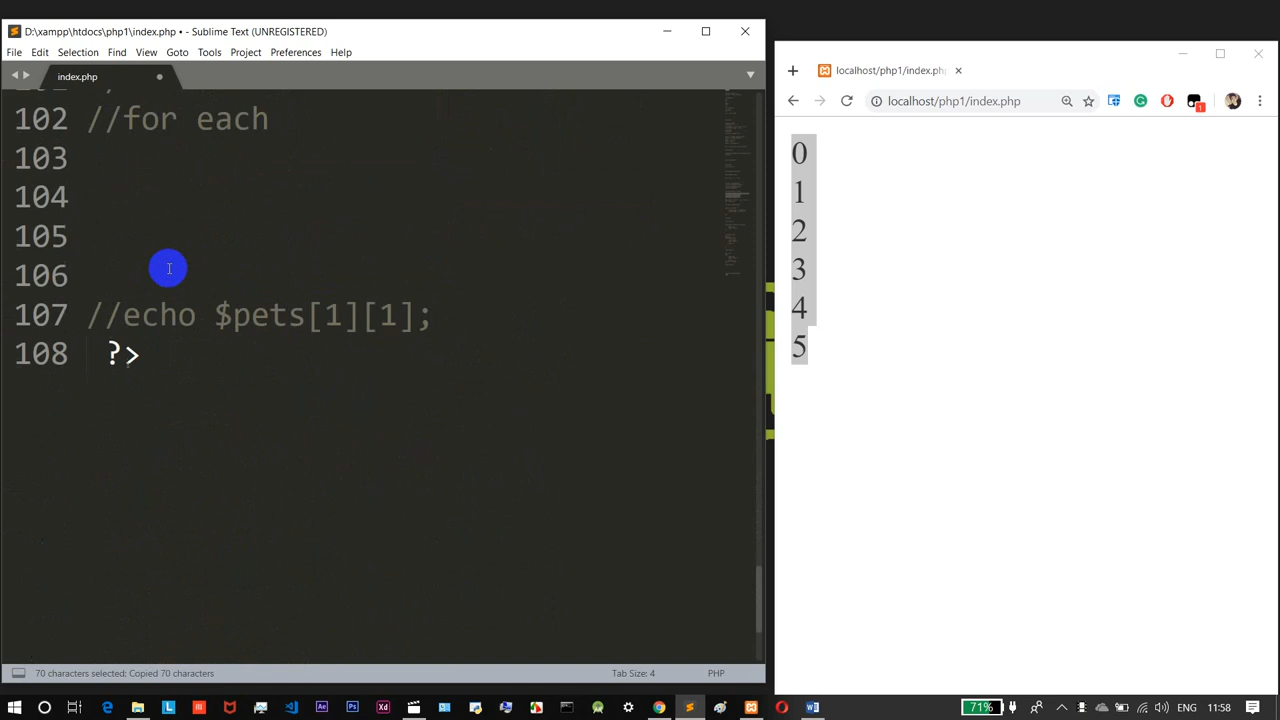 D:\xampp\htdocs\php1\index.php • - Sublime Text (UNREGISTERED)
File Edit Selection Find View Goto Tools Project Preferences Help
index.php
102 //for each
103
104
105
106
107 //echo $pets[1][1];
108 ?>
70 characters selected; Copied 70 characters
Tab Size: 4
PHP
localhost/php1/index.ph
localhost/php1/index.php
1
0
1
2
3
4
5
71%
ENG 11:58